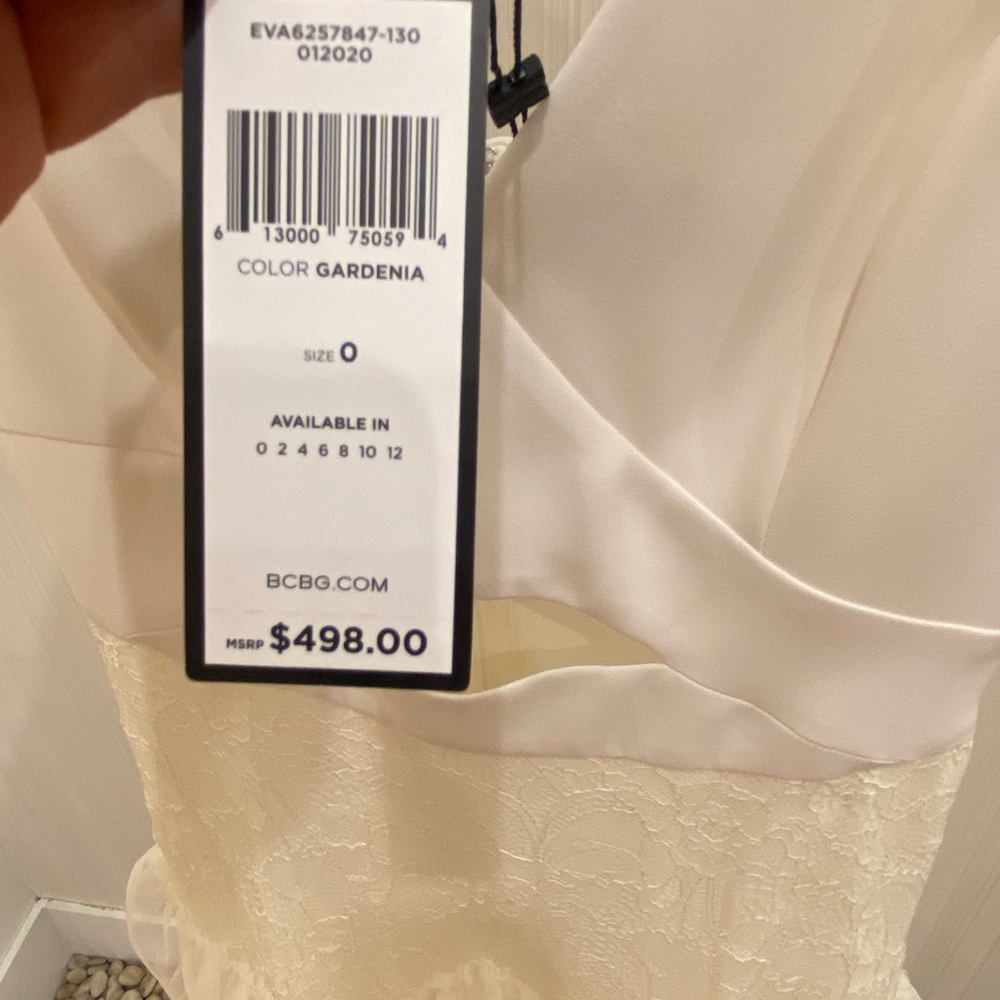 EVA6257847-130
012020
6 13000 75059 4
COLOR GARDENIA
SIZE 0
AVAILABLE IN
0 2 4 6 8 10 12
BCBG.COM
MSRP $498.00